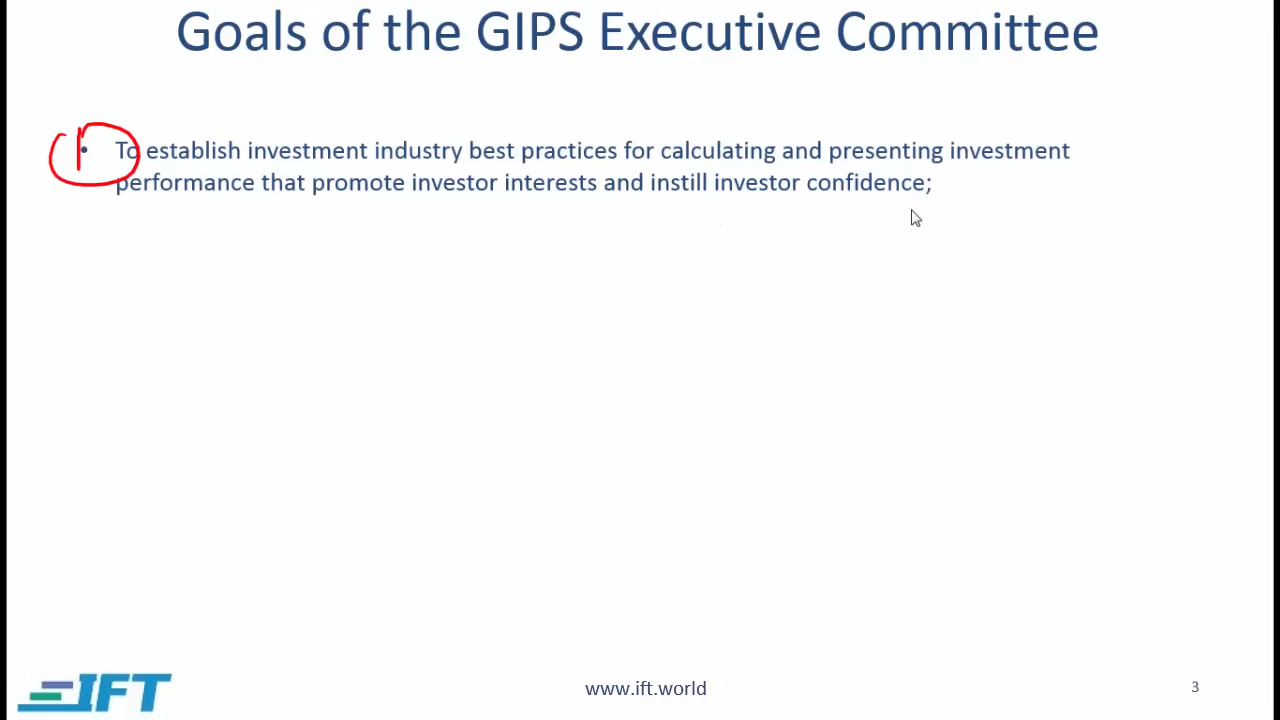 Goals of the GIPS Executive Committee
1
• To establish investment industry best practices for calculating and presenting investment
performance that promote investor interests and instill investor confidence;
IFT
www.ift.world
3